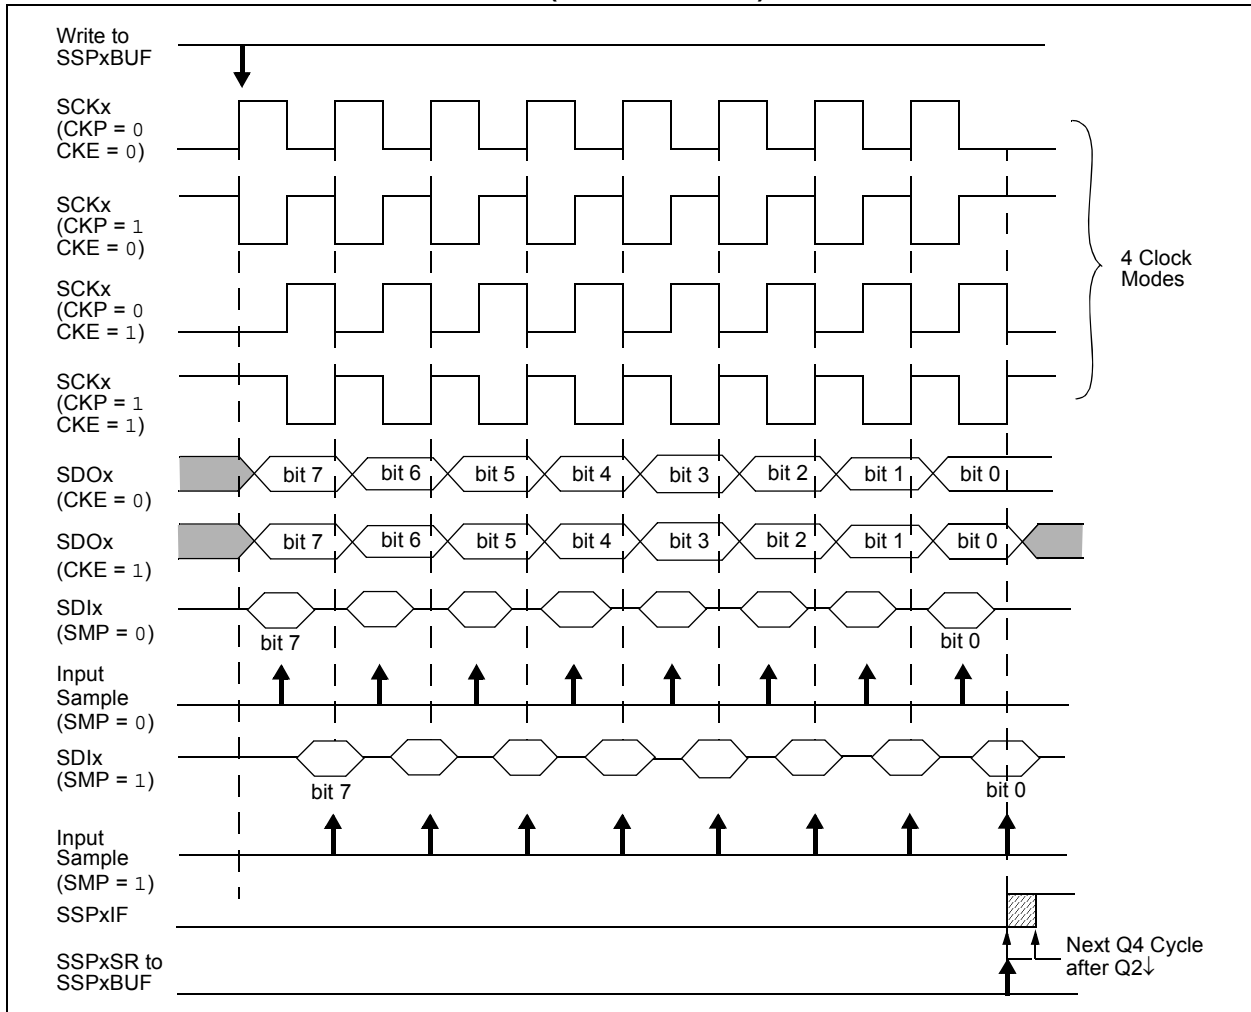 Write to
SSPxBUF
SCKx
(CKP = 0
CKE = 0)
SCKx
(CKP = 1
CKE = 0)
SCKx
(CKP = 0
CKE = 1)
SCKx
(CKP = 1
CKE = 1)
4 Clock
Modes
SDOx
(CKE = 0)
bit 7 bit 6 bit 5 bit 4 bit 3 bit 2 bit 1 bit 0
SDOx
(CKE = 1)
bit 7 bit 6 bit 5 bit 4 bit 3 bit 2 bit 1 bit 0
SDIx
(SMP = 0)
bit 7 bit 0
Input
Sample
(SMP = 0)
SDIx
(SMP = 1)
bit 7 bit 0
Input
Sample
(SMP = 1)
SSPxIF
Next Q4 Cycle
after Q2↓
SSPxSR to
SSPxBUF